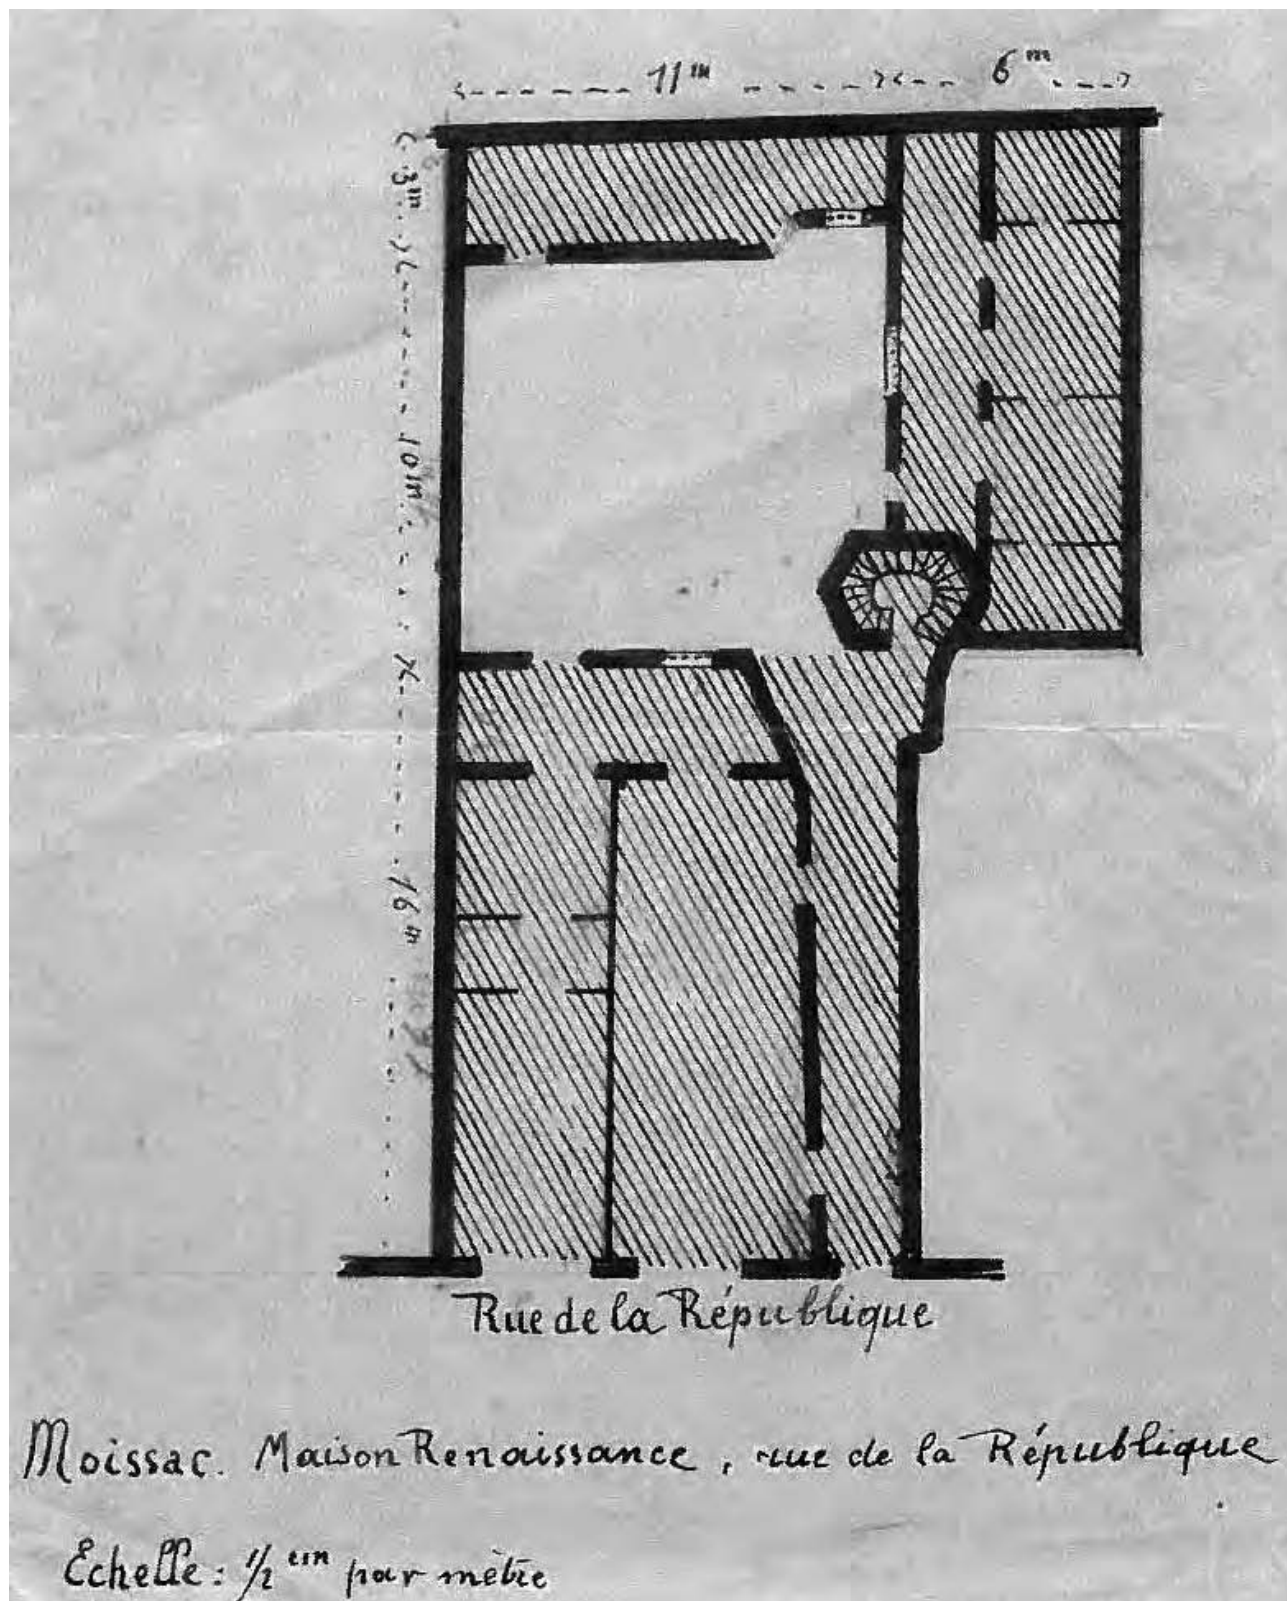 11ᵐ 6ᵐ
3ᵐ
10ᵐ
16ᵐ
Rue de la République
Moissac. Maison Renaissance, rue de la République
Echelle : ½ ᶜᵐ par mètre